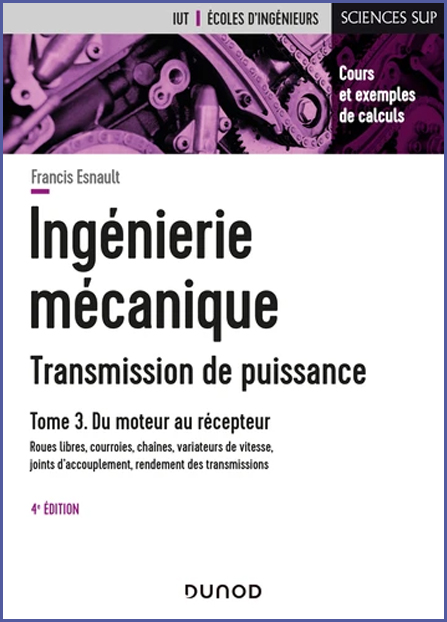 IUT | ÉCOLES D'INGÉNIEURS SCIENCES SUP
Cours
et exemples
de calculs
Francis Esnault
Ingénierie
mécanique
Transmission de puissance
Tome 3. Du moteur au récepteur
Roues libres, courroies, chaînes, variateurs de vitesse,
joints d'accouplement, rendement des transmissions
4e ÉDITION
DUNOD